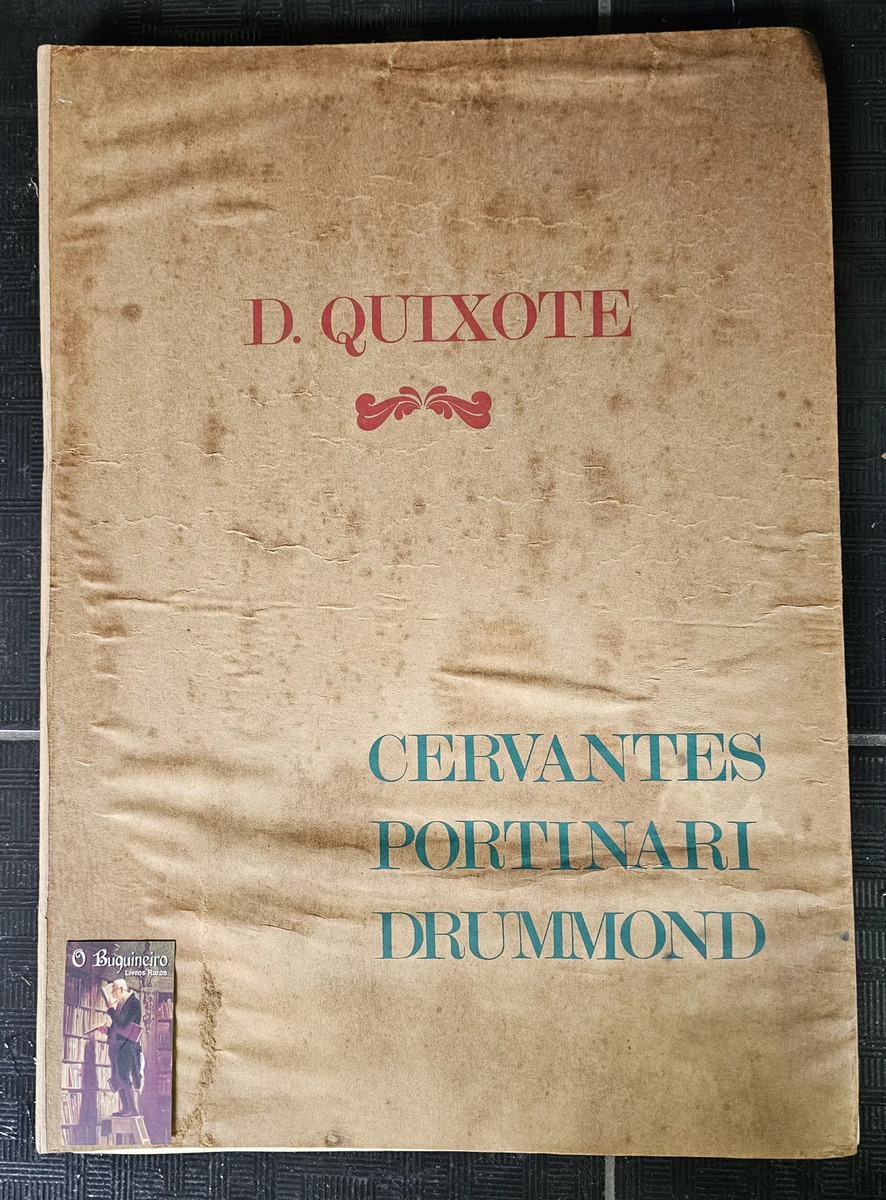 D. QUIXOTE
CERVANTES
PORTINARI
DRUMMOND
O Buquineiro
Livros Raros